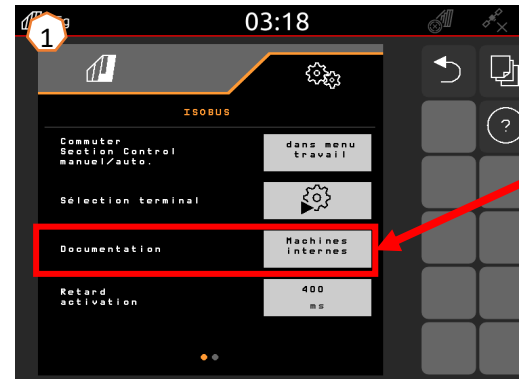 1
g
03:18
ISOBUS
Commuter
Section Control
manuel/auto.
dans menu
travail
Sélection terminal
Documentation
Machines
internes
Retard
activation
400
ms
?